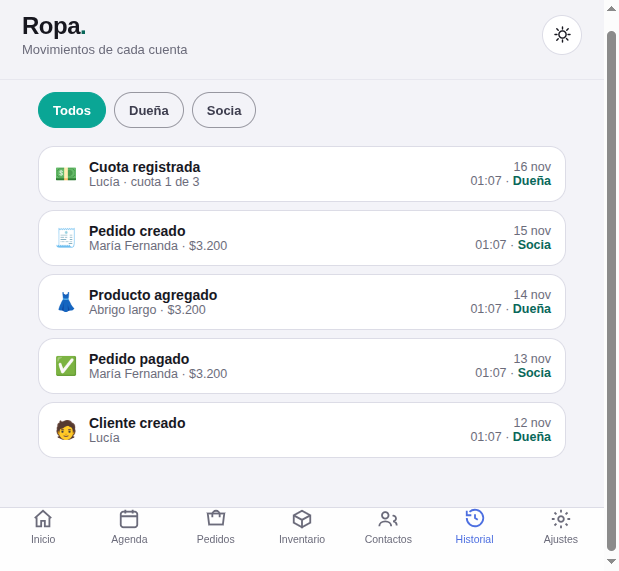 Ropa.
Movimientos de cada cuenta
Todos
Dueña
Socia
Cuota registrada
16 nov
Lucía · cuota 1 de 3
01:07 · Dueña
Pedido creado
15 nov
María Fernanda · $3.200
01:07 · Socia
Producto agregado
14 nov
Abrigo largo · $3.200
01:07 · Dueña
Pedido pagado
13 nov
María Fernanda · $3.200
01:07 · Socia
Cliente creado
12 nov
Lucía
01:07 · Dueña
Inicio
Agenda
Pedidos
Inventario
Contactos
Historial
Ajustes